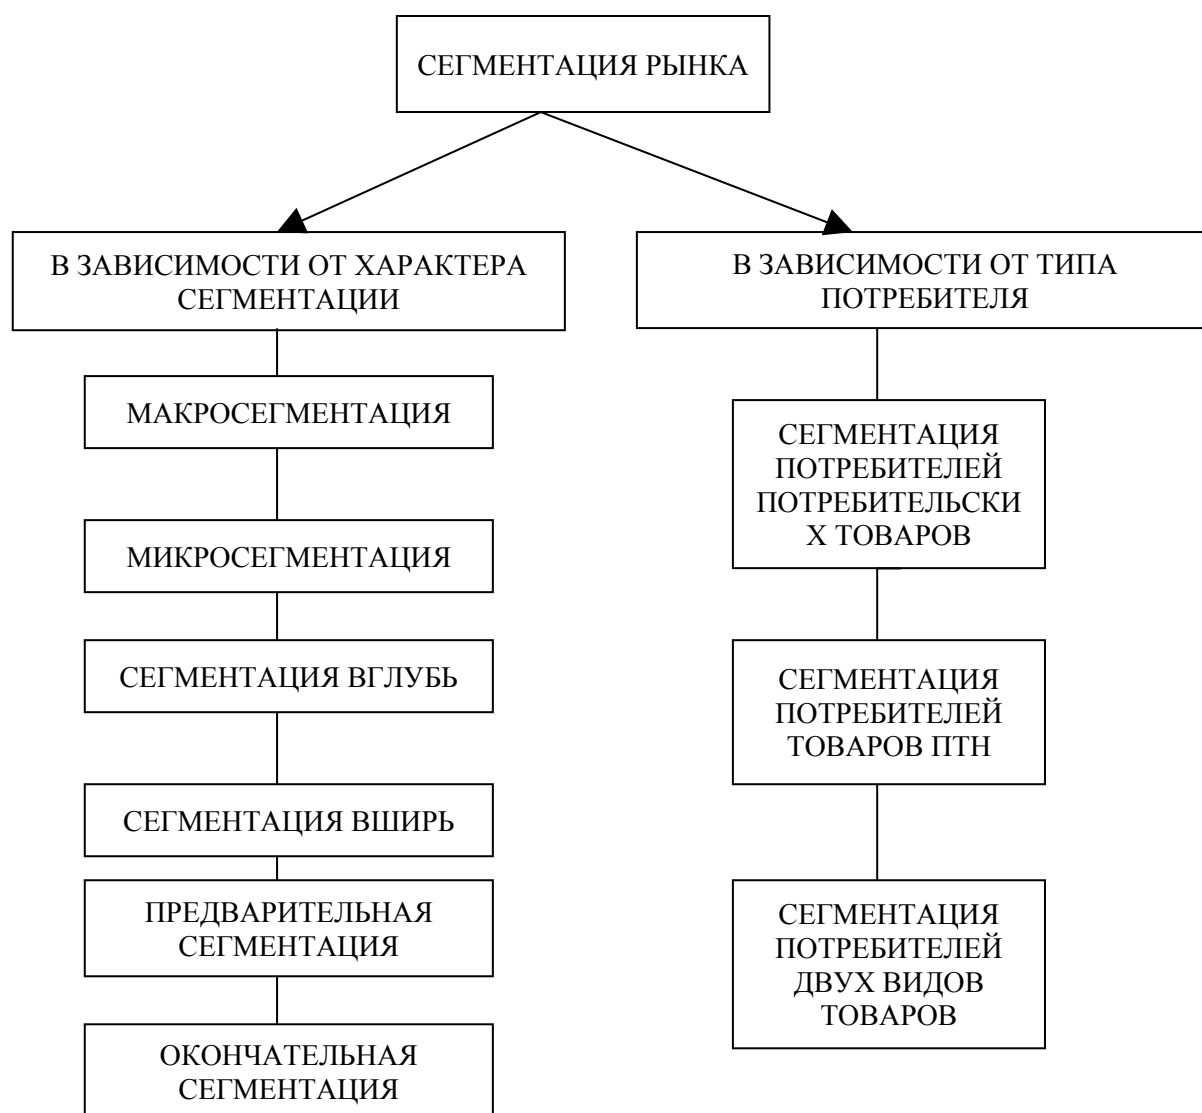 СЕГМЕНТАЦИЯ РЫНКА
В ЗАВИСИМОСТИ ОТ ХАРАКТЕРА
СЕГМЕНТАЦИИ
МАКРОСЕГМЕНТАЦИЯ
МИКРОСЕГМЕНТАЦИЯ
СЕГМЕНТАЦИЯ ВГЛУБЬ
СЕГМЕНТАЦИЯ ВШИРЬ
ПРЕДВАРИТЕЛЬНАЯ
СЕГМЕНТАЦИЯ
ОКОНЧАТЕЛЬНАЯ
СЕГМЕНТАЦИЯ
В ЗАВИСИМОСТИ ОТ ТИПА
ПОТРЕБИТЕЛЯ
СЕГМЕНТАЦИЯ
ПОТРЕБИТЕЛЕЙ
ПОТРЕБИТЕЛЬСКИ
Х ТОВАРОВ
СЕГМЕНТАЦИЯ
ПОТРЕБИТЕЛЕЙ
ТОВАРОВ ПТН
СЕГМЕНТАЦИЯ
ПОТРЕБИТЕЛЕЙ
ДВУХ ВИДОВ
ТОВАРОВ